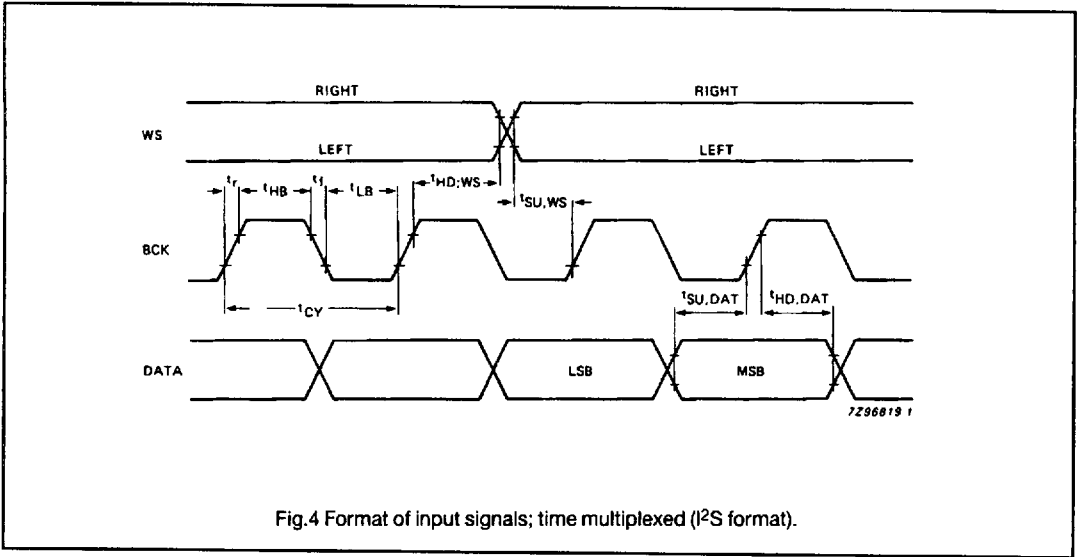 RIGHT RIGHT
WS
LEFT LEFT
tr tHB tf tLB tHD;WS
tSU,WS
BCK
tSU,DAT tHD,DAT
tCY
DATA LSB MSB
7Z96819 1
Fig.4 Format of input signals; time multiplexed (I²S format).